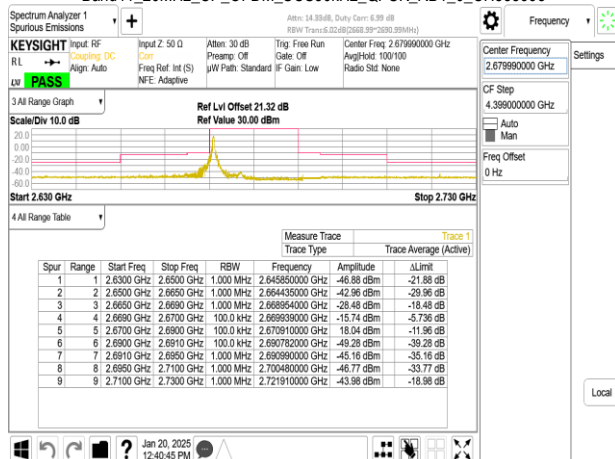 Spectrum Analyzer 1
Spurious Emissions
Attn: 14.33dB, Duty Corr: 6.99 dB
RBW Trans6.02dB(2668.99~2690.99MHz)
Frequency
Settings
KEYSIGHT
Input: RF
Coupling: DC
Align: Auto
Input Z: 50 Ω
Corr
Freq Ref: Int (S)
NFE: Adaptive
Atten: 30 dB
Preamp: Off
µW Path: Standard
Trig: Free Run
Gate: Off
IF Gain: Low
Center Freq: 2.679990000 GHz
Avg|Hold: 100/100
Radio Std: None
RL
PASS
Center Frequency
2.679990000 GHz
CF Step
4.399000000 GHz
Auto
Man
Freq Offset
0 Hz
3 All Range Graph
Scale/Div 10.0 dB
Ref Lvl Offset 21.32 dB
Ref Value 30.00 dBm
20.0
0.00
-20.0
-40.0
-60.0
Start 2.630 GHz
Stop 2.730 GHz
4 All Range Table
Measure Trace Trace 1
Trace Type Trace Average (Active)
Spur Range Start Freq Stop Freq RBW Frequency Amplitude ΔLimit
1 1 2.6300 GHz 2.6500 GHz 1.000 MHz 2.645850000 GHz -46.88 dBm -21.88 dB
2 2 2.6500 GHz 2.6650 GHz 1.000 MHz 2.664435000 GHz -42.96 dBm -29.96 dB
3 3 2.6650 GHz 2.6690 GHz 1.000 MHz 2.668954000 GHz -28.48 dBm -18.48 dB
4 4 2.6690 GHz 2.6700 GHz 100.0 kHz 2.669939000 GHz -15.74 dBm -5.736 dB
5 5 2.6700 GHz 2.6900 GHz 100.0 kHz 2.670910000 GHz 18.04 dBm -11.96 dB
6 6 2.6900 GHz 2.6910 GHz 100.0 kHz 2.690782000 GHz -49.28 dBm -39.28 dB
7 7 2.6910 GHz 2.6950 GHz 1.000 MHz 2.690990000 GHz -45.16 dBm -35.16 dB
8 8 2.6950 GHz 2.7100 GHz 1.000 MHz 2.700480000 GHz -46.77 dBm -33.77 dB
9 9 2.7100 GHz 2.7300 GHz 1.000 MHz 2.721910000 GHz -43.98 dBm -18.98 dB
Local
Jan 20, 2025
12:40:45 PM